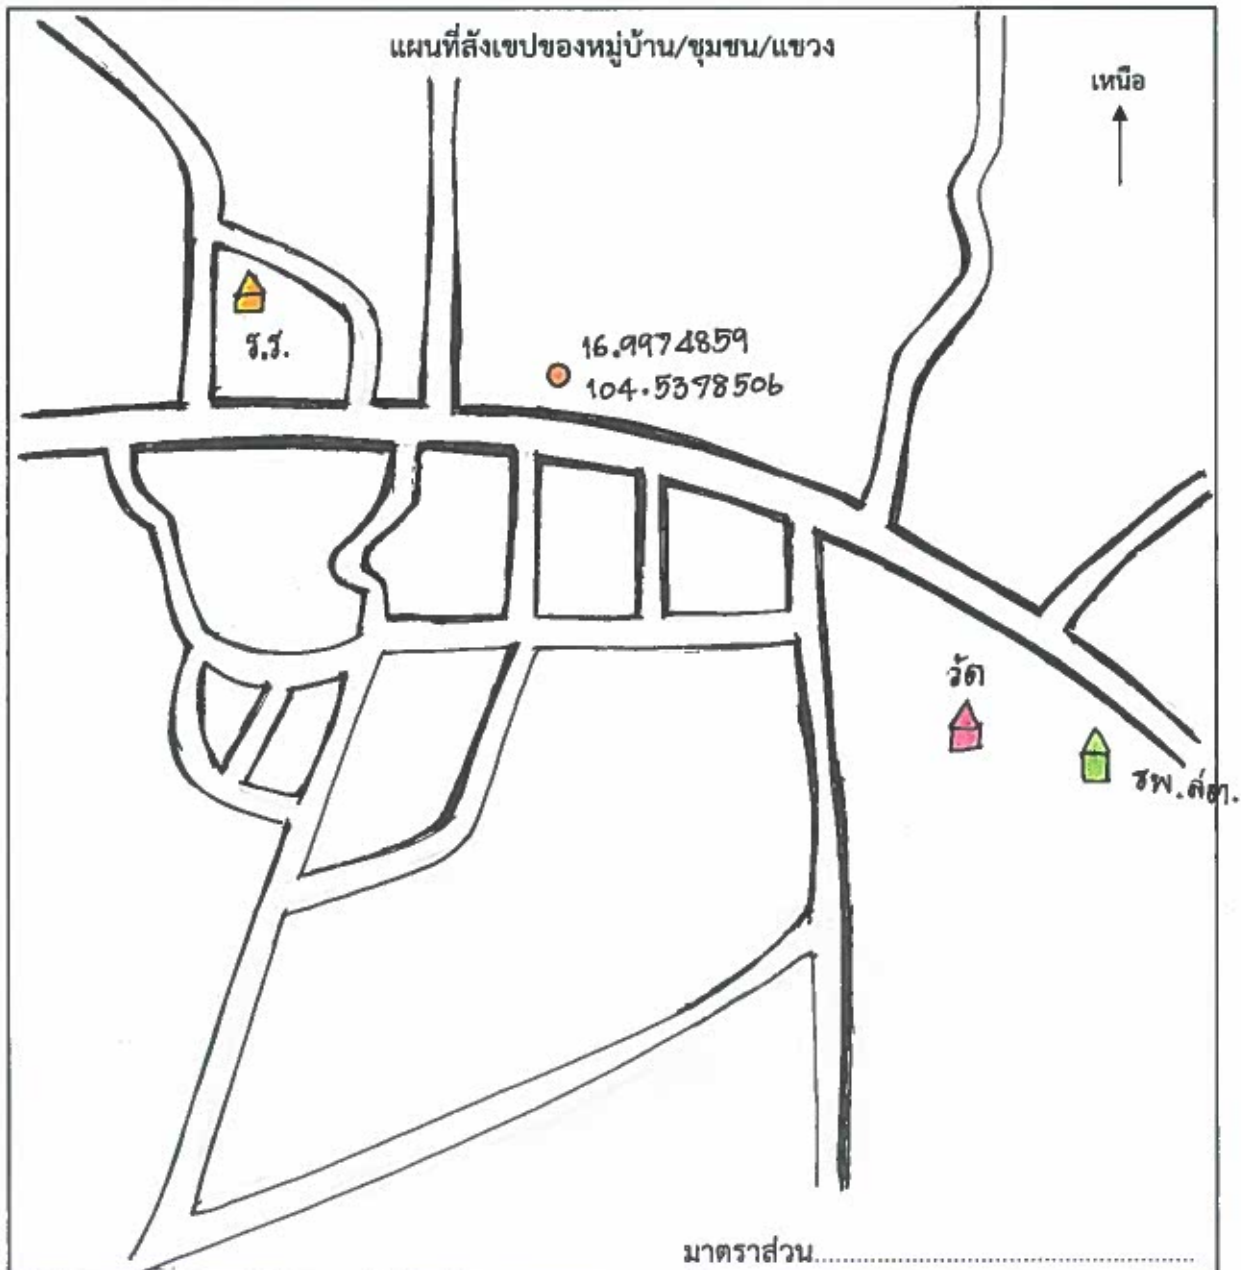 แผนที่สังเขปของหมู่บ้าน/ชุมชน/แขวง
เหนือ
ร.ร.
16.9974859
104.5378506
วัด
รพ.สต.
มาตราส่วน..................................................